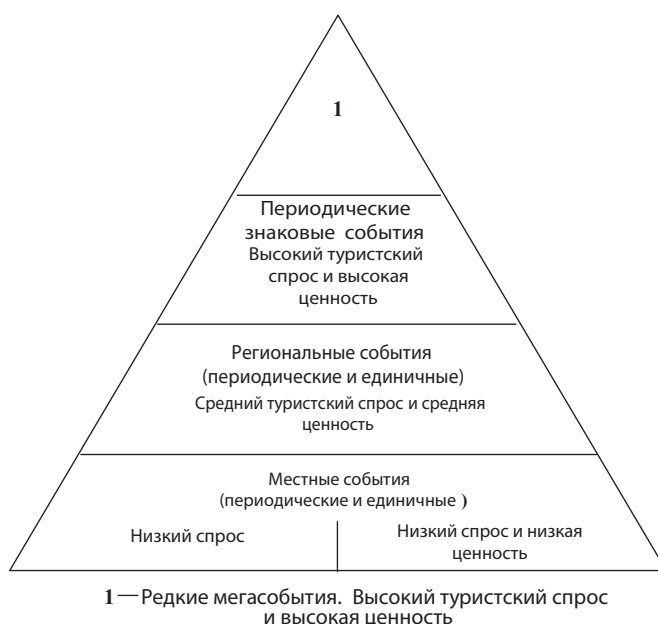 1
Периодические
знаковые события
Высокий туристский
спрос и высокая
ценность
Региональные события
(периодические и единичные)
Средний туристский спрос и средняя
ценность
Местные события
(периодические и единичные )
Низкий спрос
Низкий спрос и низкая
ценность
1—Редкие мегасобытия. Высокий туристский спрос
и высокая ценность